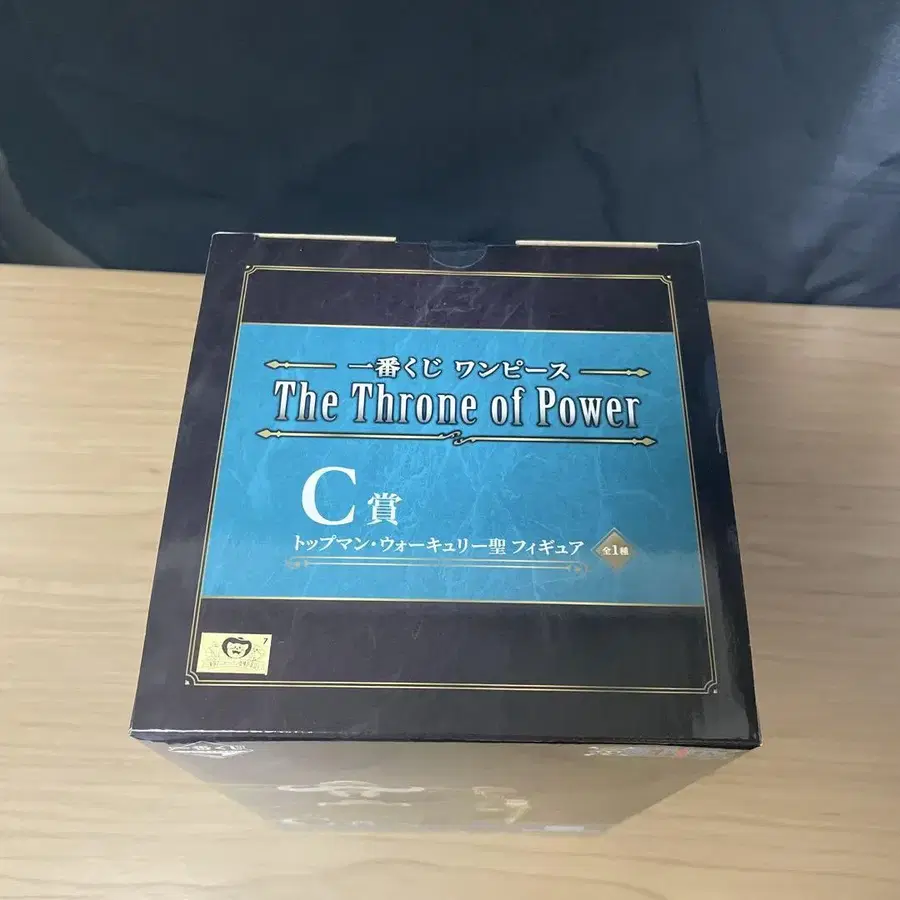 一番くじ ワンピース
The Throne of Power
C賞
トップマン・ウォーキュリー聖 フィギュア 全1種
7